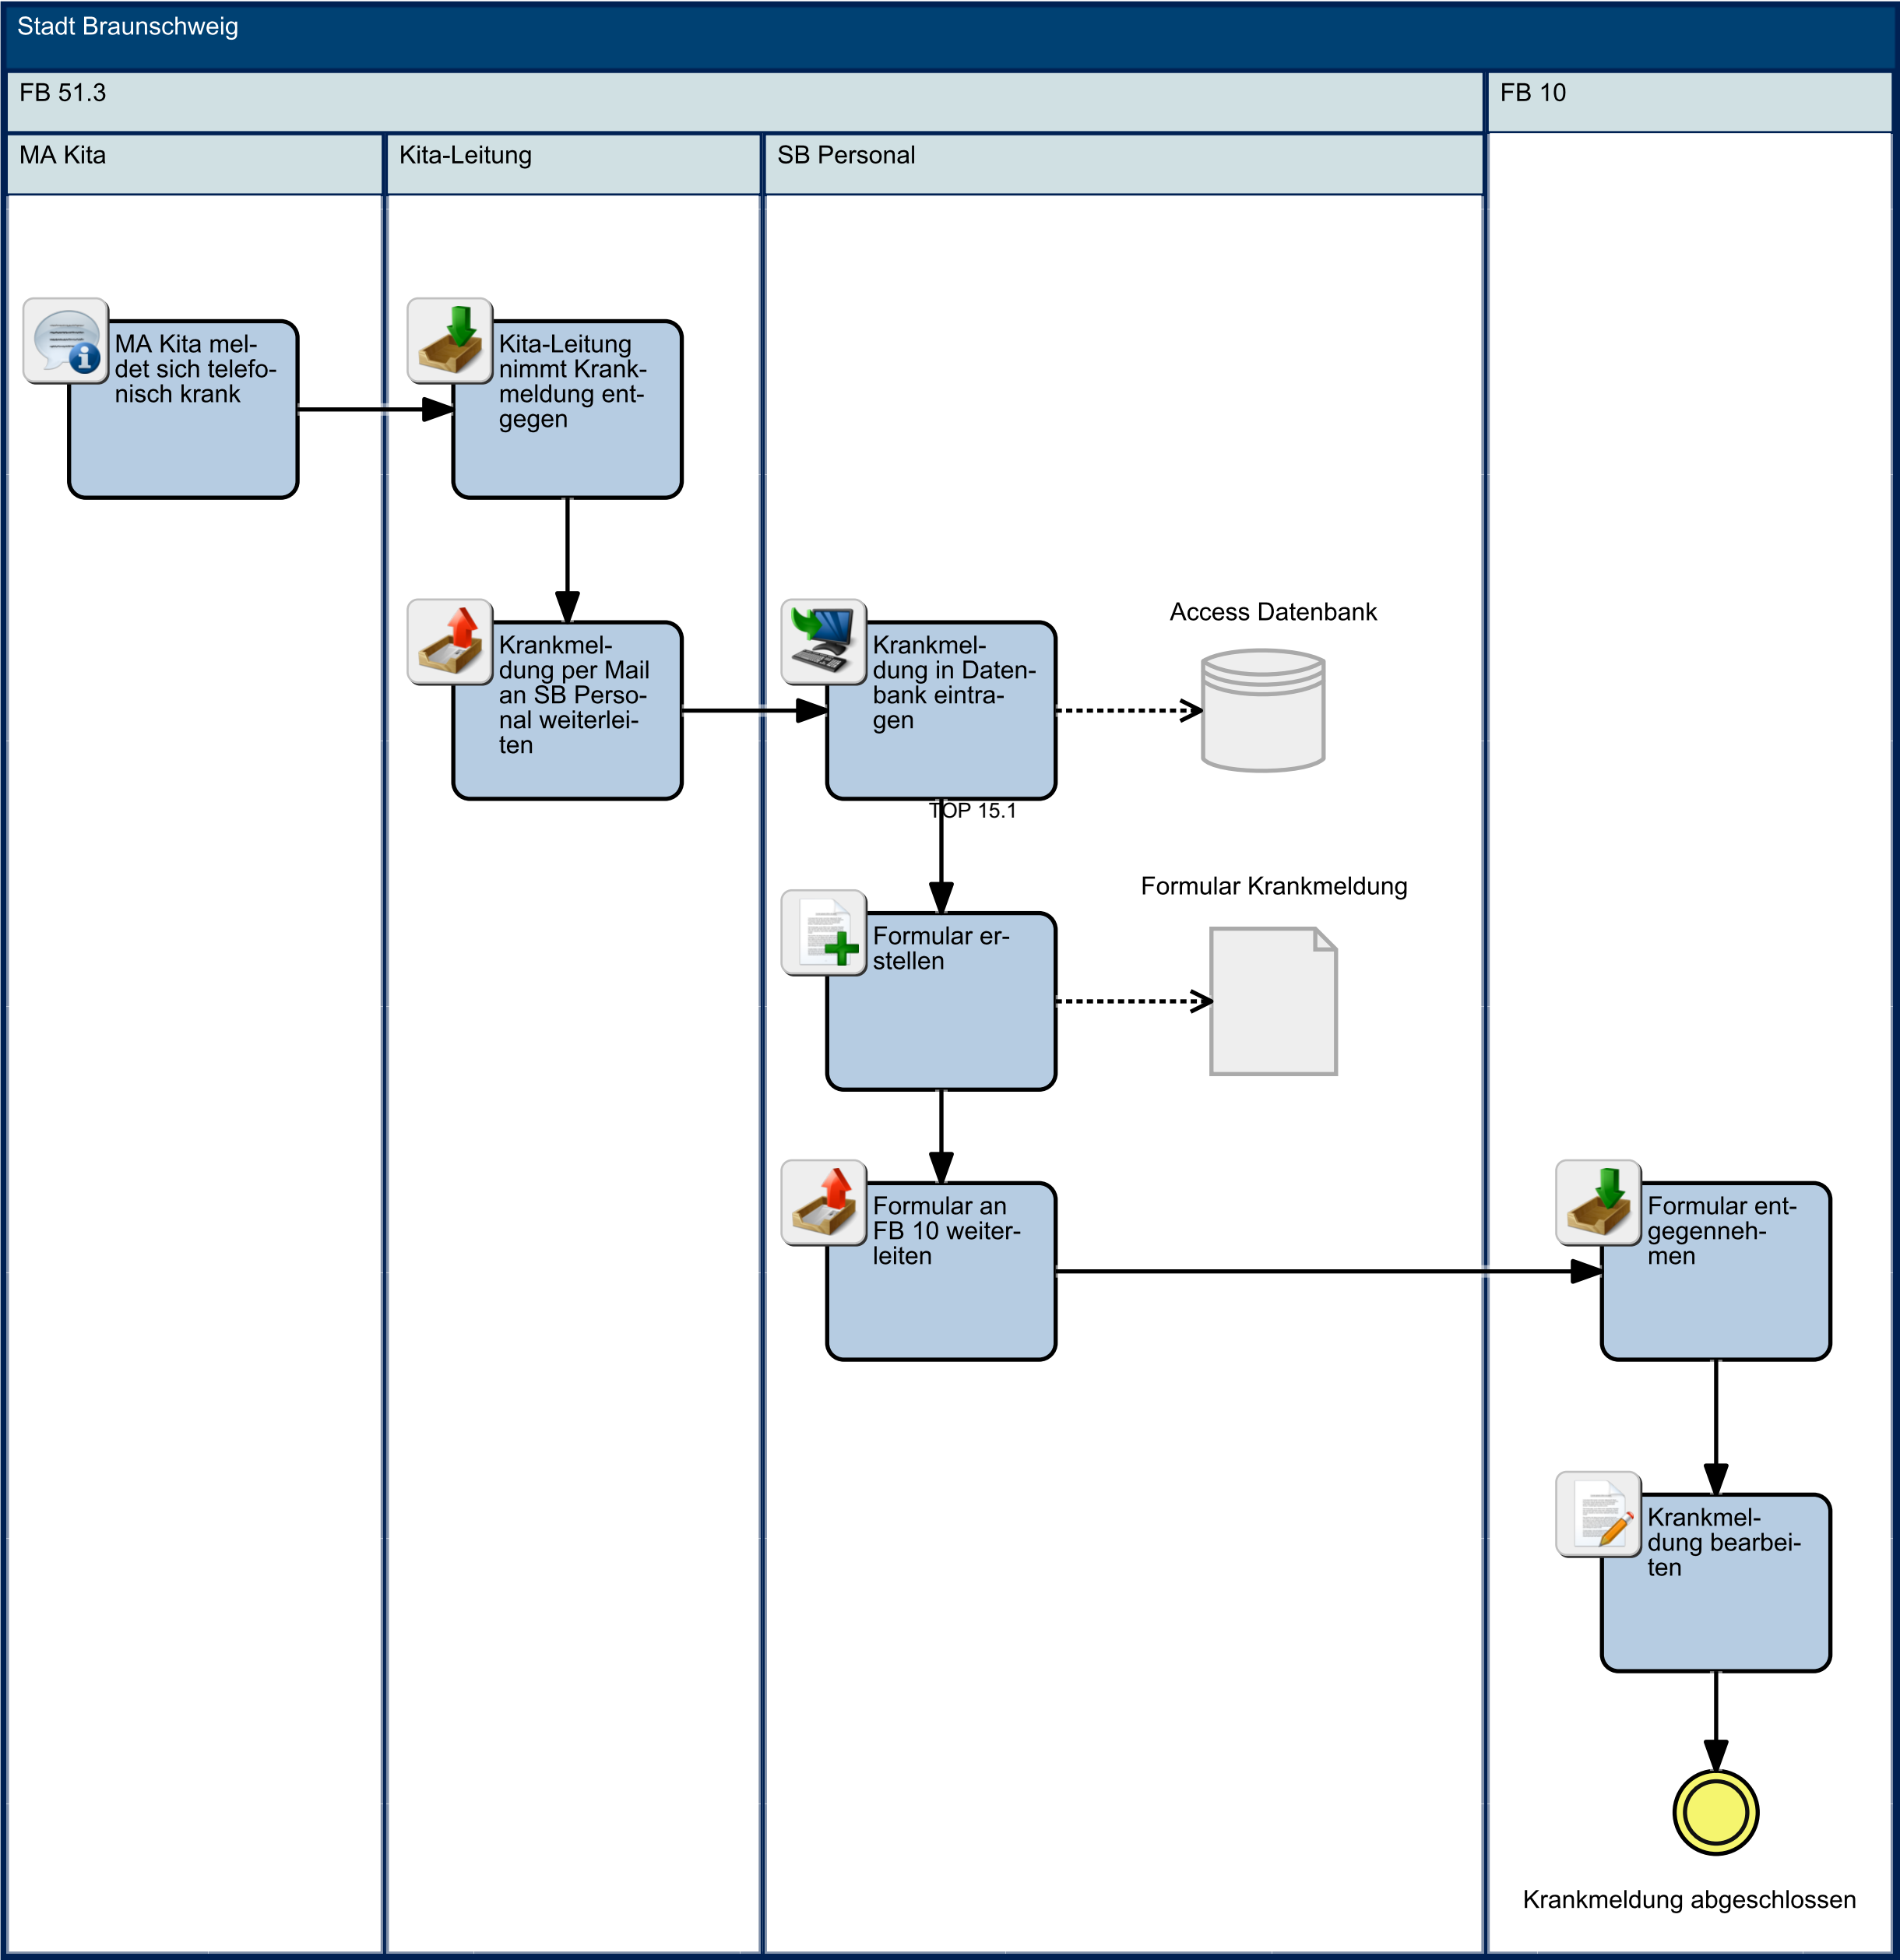 Stadt Braunschweig
FB 51.3
FB 10
MA Kita
Kita-Leitung
SB Personal
MA Kita mel-
det sich telefo-
nisch krank
Kita-Leitung
nimmt Krank-
meldung ent-
gegen
Krankmel-
dung per Mail
an SB Perso-
nal weiterlei-
ten
Krankmel-
dung in Daten-
bank eintra-
gen
Access Datenbank
TOP 15.1
Formular er-
stellen
Formular Krankmeldung
Formular an
FB 10 weiter-
leiten
Formular ent-
gegenneh-
men
Krankmel-
dung bearbei-
ten
Krankmeldung abgeschlossen